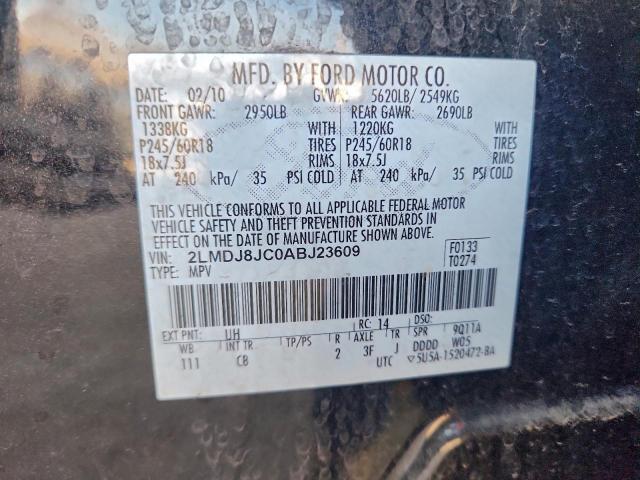 MFD. BY FORD MOTOR CO.
DATE: 02/10 GVWR: 5620LB/ 2549KG
FRONT GAWR: 2950LB REAR GAWR: 2690LB
1338KG WITH 1220KG WITH
P245/60R18 TIRES P245/60R18 TIRES
18x7.5J RIMS 18x7.5J RIMS
AT 240 kPa/ 35 PSI COLD AT 240 kPa/ 35 PSI COLD
THIS VEHICLE CONFORMS TO ALL APPLICABLE FEDERAL MOTOR
VEHICLE SAFETY AND THEFT PREVENTION STANDARDS IN
EFFECT ON THE DATE OF MANUFACTURE SHOWN ABOVE.
VIN: 2LMDJ8JC0ABJ23609 F0133
TYPE: MPV T0274
EXT PNT: UH RC: 14 DSO:
WB INT TR TP/PS R AXLE TR SPR 9Q11A
111 CB 2 3F J DDDD W05
UTC 5U5A-1520472-BA